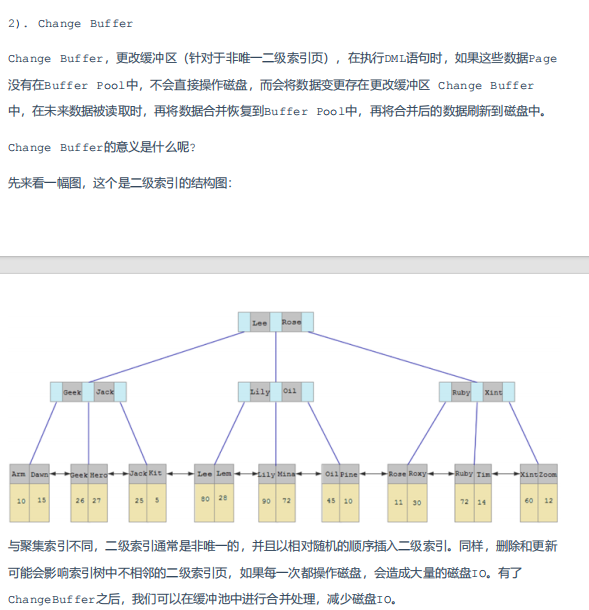 2). Change Buffer
Change Buffer，更改缓冲区（针对于非唯一二级索引页），在执行DML语句时，如果这些数据Page
没有在Buffer Pool中，不会直接操作磁盘，而会将数据变更存在更改缓冲区 Change Buffer
中，在未来数据被读取时，再将数据合并恢复到Buffer Pool中，再将合并后的数据刷新到磁盘中。
Change Buffer的意义是什么呢?
先来看一幅图，这个是二级索引的结构图：
Lee Rose
Geek Jack Lily Oil Ruby Xint
Arm Dawn Geek Hero Jack Kit Lee Lem Lily Mina Oil Pine Rose Roxy Ruby Tim Xint Zoom
10 15 26 27 25 5 80 28 90 72 45 10 11 30 72 14 60 12
与聚集索引不同，二级索引通常是非唯一的，并且以相对随机的顺序插入二级索引。同样，删除和更新
可能会影响索引树中不相邻的二级索引页，如果每一次都操作磁盘，会造成大量的磁盘IO。有了
ChangeBuffer之后，我们可以在缓冲池中进行合并处理，减少磁盘IO。